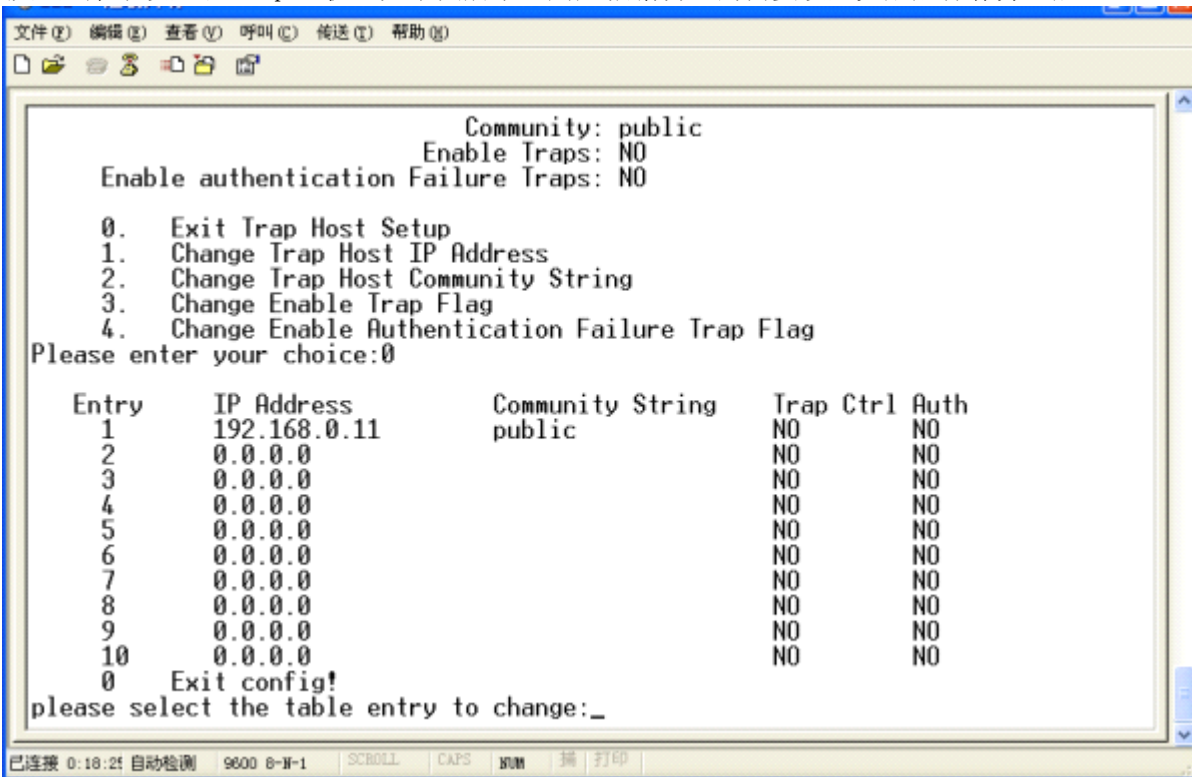 文件(F) 编辑(E) 查看(V) 呼叫(C) 传送(T) 帮助(H)
Community: public
Enable Traps: NO
Enable authentication Failure Traps: NO
0. Exit Trap Host Setup
1. Change Trap Host IP Address
2. Change Trap Host Community String
3. Change Enable Trap Flag
4. Change Enable Authentication Failure Trap Flag
Please enter your choice:0
Entry IP Address Community String Trap Ctrl Auth
1 192.168.0.11 public NO NO
2 0.0.0.0 NO NO
3 0.0.0.0 NO NO
4 0.0.0.0 NO NO
5 0.0.0.0 NO NO
6 0.0.0.0 NO NO
7 0.0.0.0 NO NO
8 0.0.0.0 NO NO
9 0.0.0.0 NO NO
10 0.0.0.0 NO NO
0 Exit config!
please select the table entry to change:_
已连接 0:18:25 自动检测 9600 8-N-1 SCROLL CAPS NUM 捕 打印